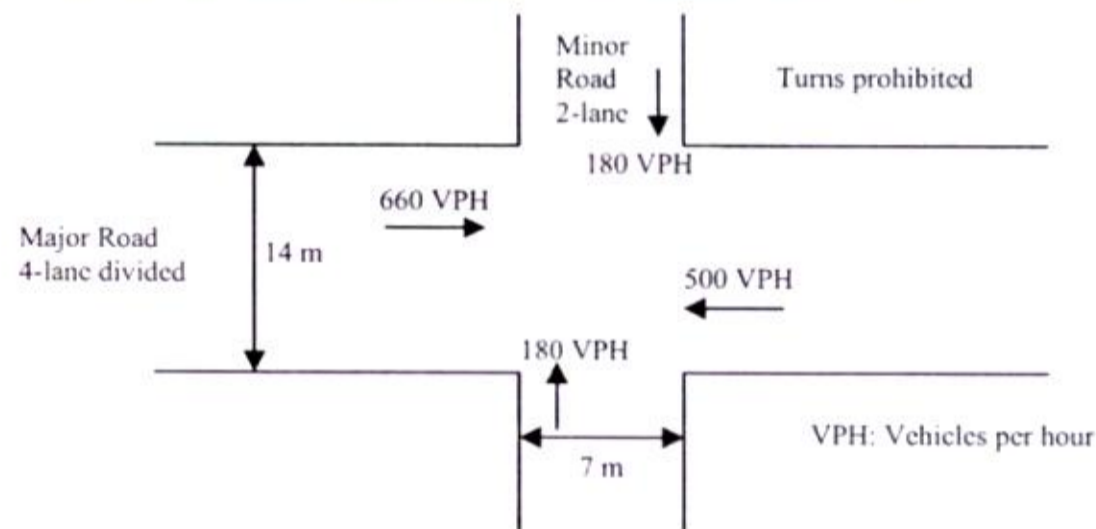 Minor
Road
2-lane
Turns prohibited
180 VPH
660 VPH
Major Road
4-lane divided
14 m
500 VPH
180 VPH
VPH: Vehicles per hour
7 m